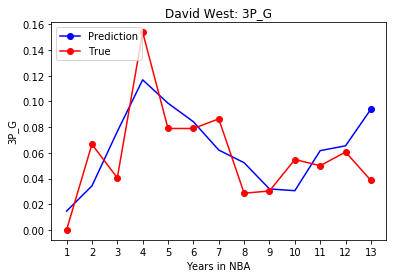 David West: 3P_G
Prediction
True
3P_G
0.16
0.14
0.12
0.10
0.08
0.06
0.04
0.02
0.00
1 2 3 4 5 6 7 8 9 10 11 12 13
Years in NBA